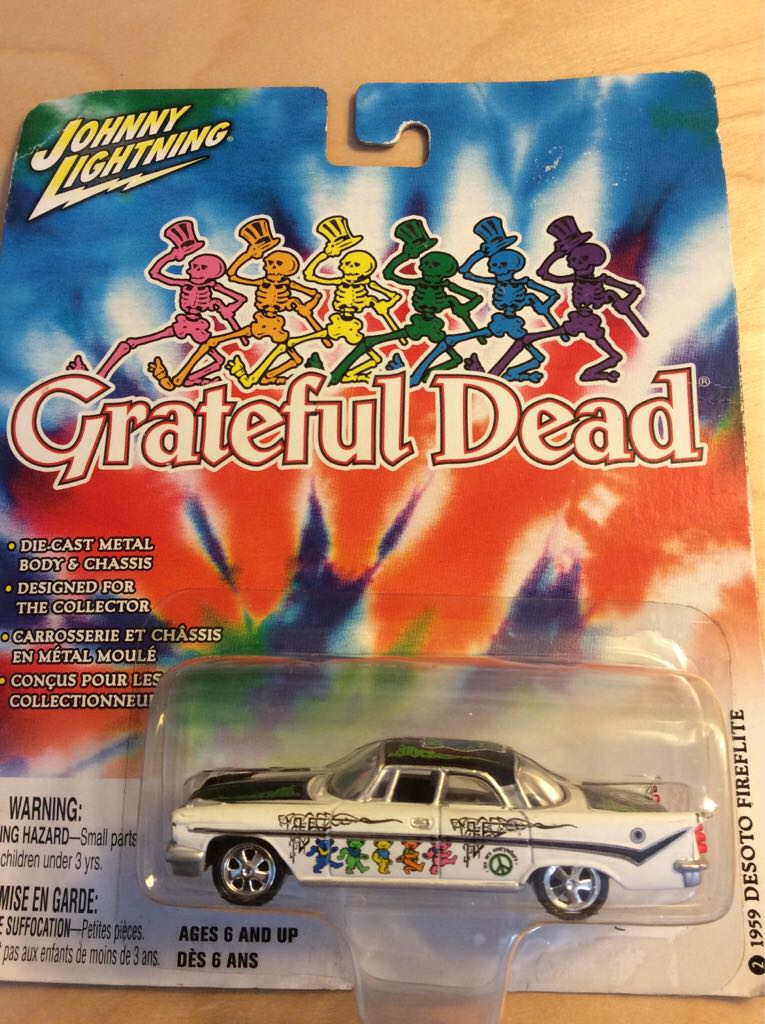 JOHNNY
LIGHTNING®
Grateful Dead®
• DIE-CAST METAL
BODY & CHASSIS
• DESIGNED FOR
THE COLLECTOR
• CARROSSERIE ET CHÂSSIS
EN MÉTAL MOULÉ
• CONÇUS POUR LES
COLLECTIONNEU
WARNING:
ING HAZARD—Small parts
children under 3 yrs.
MISE EN GARDE:
E SUFFOCATION—Petites pièces.
pas aux enfants de moins de 3 ans.
AGES 6 AND UP
DÈS 6 ANS
2 1959 DESOTO FIREFLITE